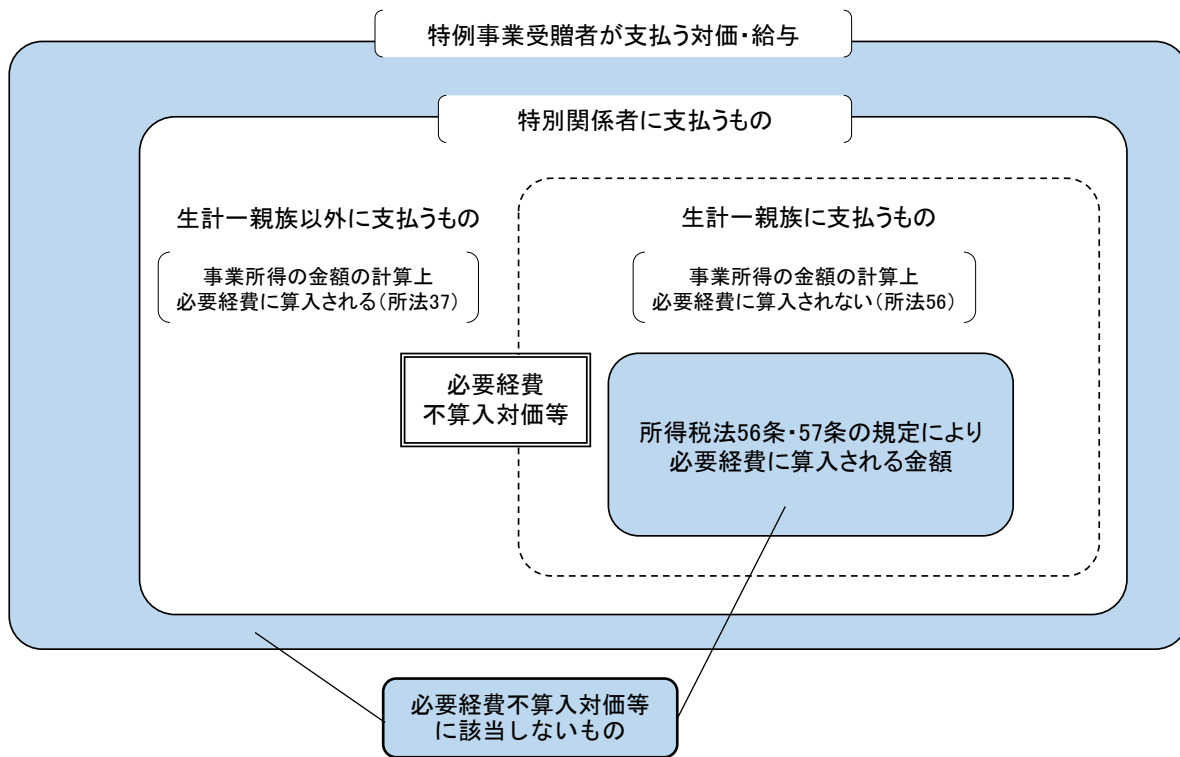 特例事業受贈者が支払う対価・給与
特別関係者に支払うもの
生計一親族以外に支払うもの
事業所得の金額の計算上
必要経費に算入される(所法37)
生計一親族に支払うもの
事業所得の金額の計算上
必要経費に算入されない(所法56)
必要経費
不算入対価等
所得税法56条・57条の規定により
必要経費に算入される金額
必要経費不算入対価等
に該当しないもの